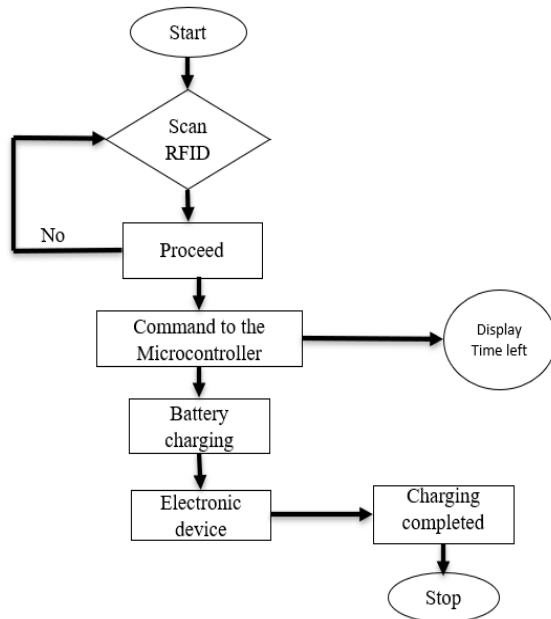 Start
Scan
RFID
No
Proceed
Command to the
Microcontroller
Display
Time left
Battery
charging
Electronic
device
Charging
completed
Stop